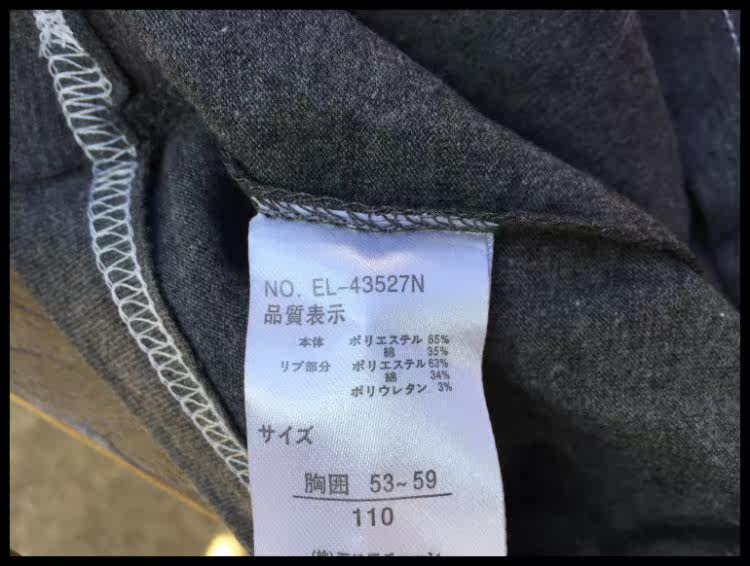 NO. EL-43527N
品質表示
本体 ポリエステル 65%
綿 35%
リブ部分 ポリエステル 63%
綿 34%
ポリウレタン 3%
サイズ
胸囲 53~59
110